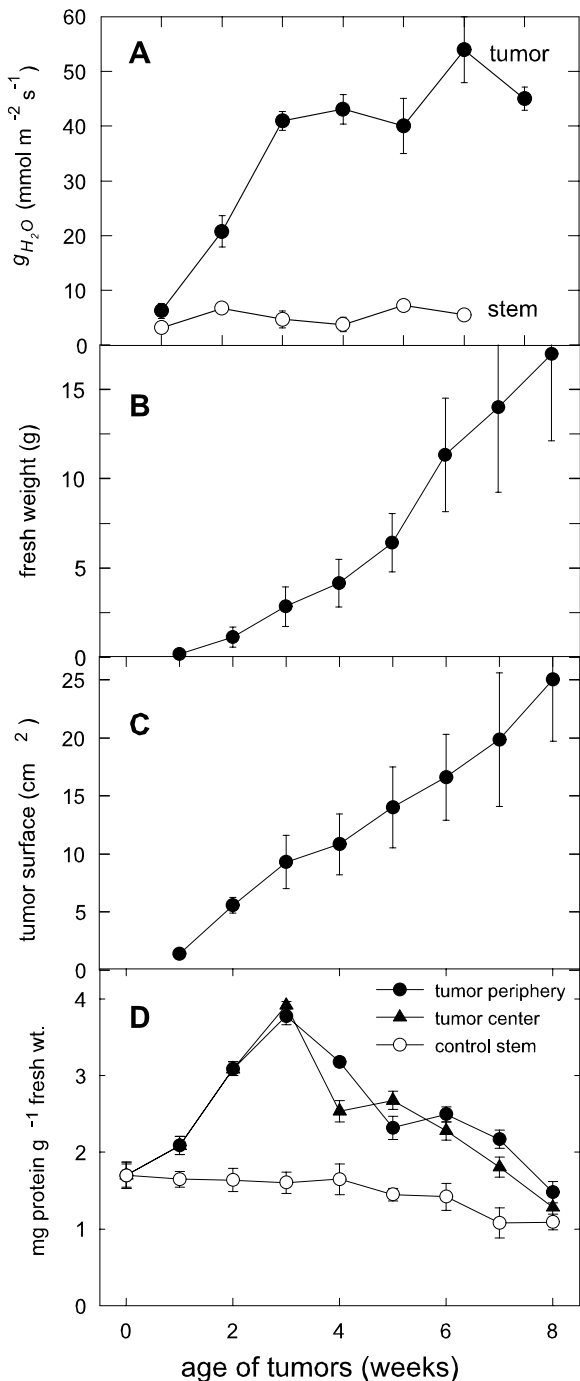 A
tumor
stem
g H₂O (mmol m ⁻² s⁻¹)
60
50
40
30
20
10
0
B
fresh weight (g)
15
10
5
0
C
tumor surface (cm ²)
25
20
15
10
5
0
D
tumor periphery
tumor center
control stem
mg protein g ⁻¹ fresh wt.
4
3
2
1
0
0 2 4 6 8
age of tumors (weeks)